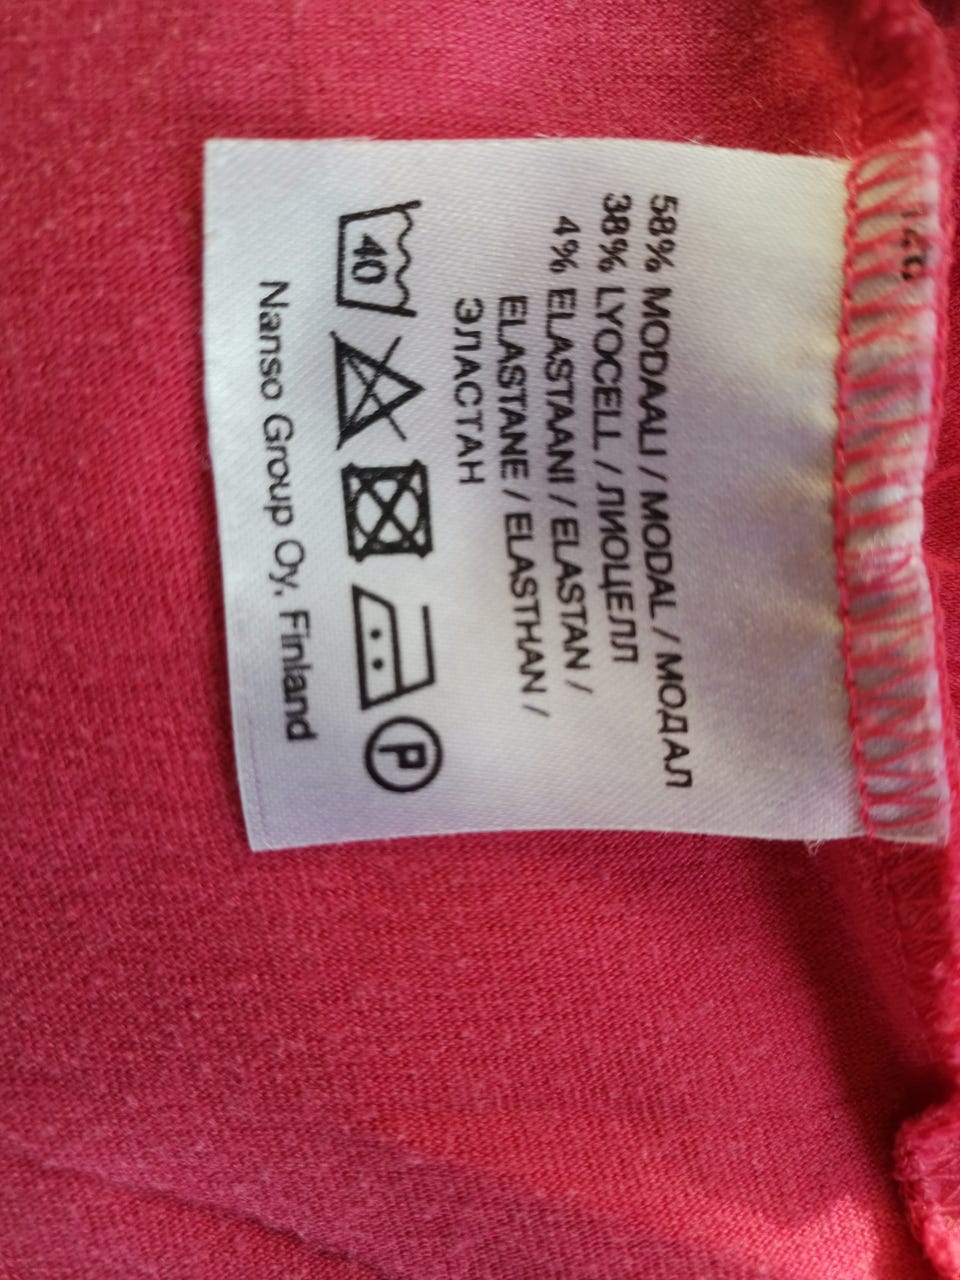 58% MODAALI / MODAL / МОДАЛ
38% LYOCELL / ЛИОЦЕЛЛ
4% ELASTAANI / ELASTAN /
ELASTANE / ELASTHAN /
ЭЛАСТАН
40 P
Nanso Group Oy, Finland